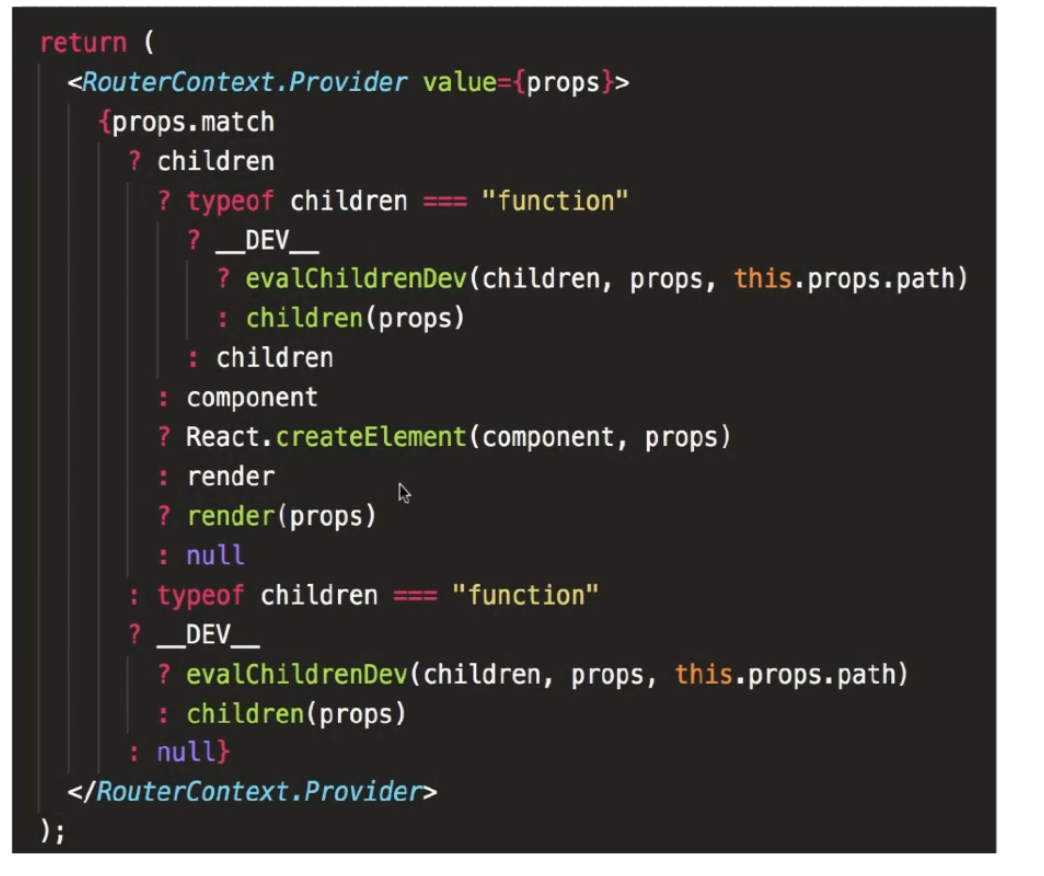 return (
<RouterContext.Provider value={props}>
{props.match
? children
? typeof children === "function"
? __DEV__
? evalChildrenDev(children, props, this.props.path)
: children(props)
: children
: component
? React.createElement(component, props)
: render
? render(props)
: null
: typeof children === "function"
? __DEV__
? evalChildrenDev(children, props, this.props.path)
: children(props)
: null}
</RouterContext.Provider>
);